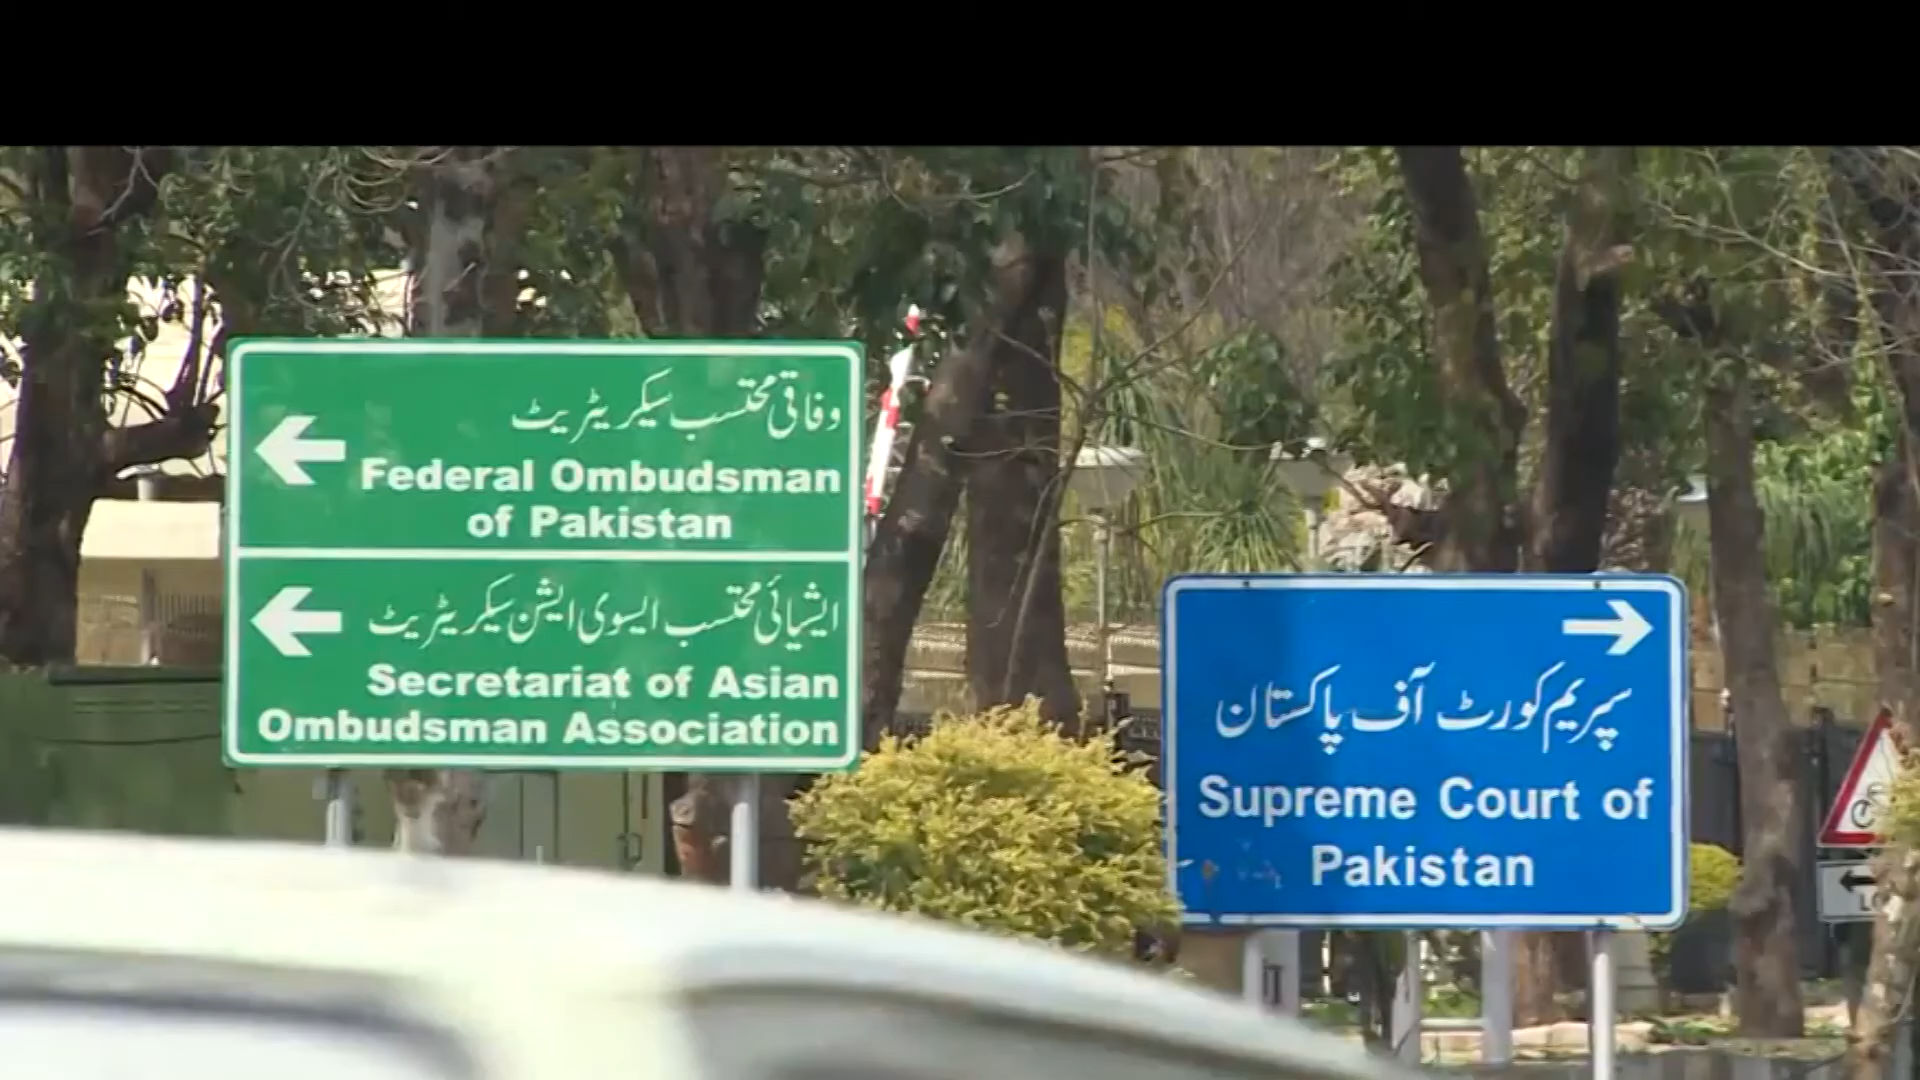 وفاقی محتسب سیکریٹریٹ
Federal Ombudsman
of Pakistan
ایشیائی محتسب ایسوی ایشن سیکریٹریٹ
Secretariat of Asian
Ombudsman Association
سپریم کورٹ آف پاکستان
Supreme Court of
Pakistan